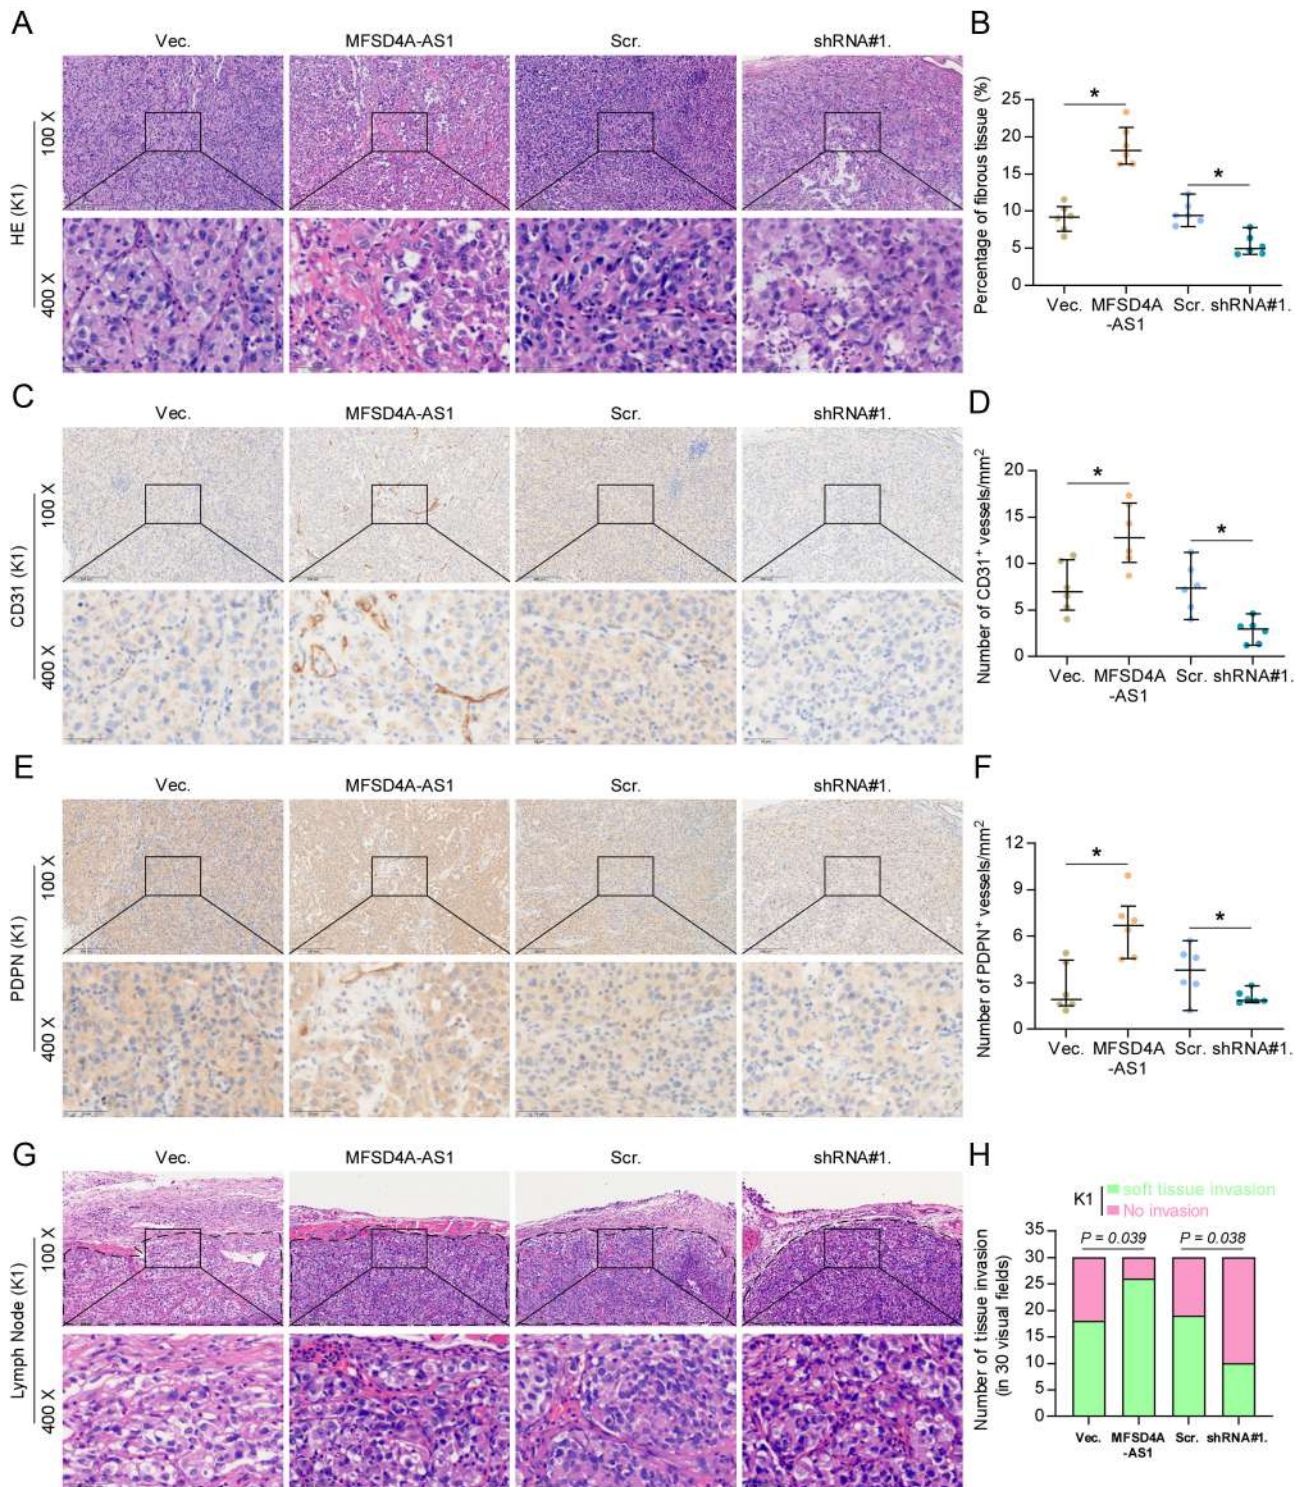 A
Vec.
MFSD4A-AS1
Scr.
shRNA#1.
HE (K1)
100 X
400 X
B
Percentage of fibrous tissue (%)
25
20
15
10
5
0
*
*
Vec. MFSD4A Scr. shRNA#1.
-AS1
C
Vec.
MFSD4A-AS1
Scr.
shRNA#1.
CD31 (K1)
100 X
400 X
D
Number of CD31⁺ vessels/mm²
20
15
10
5
0
*
*
Vec. MFSD4A Scr. shRNA#1.
-AS1
E
Vec.
MFSD4A-AS1
Scr.
shRNA#1.
PDPN (K1)
100 X
400 X
F
Number of PDPN⁺ vessels/mm²
12
9
6
3
0
*
*
Vec. MFSD4A Scr. shRNA#1.
-AS1
G
Vec.
MFSD4A-AS1
Scr.
shRNA#1.
Lymph Node (K1)
100 X
400 X
H
K1
soft tissue invasion
No invasion
Number of tissue invasion
(in 30 visual fields)
35
30
25
20
15
10
5
0
P = 0.039
P = 0.038
Vec. MFSD4A Scr. shRNA#1.
-AS1